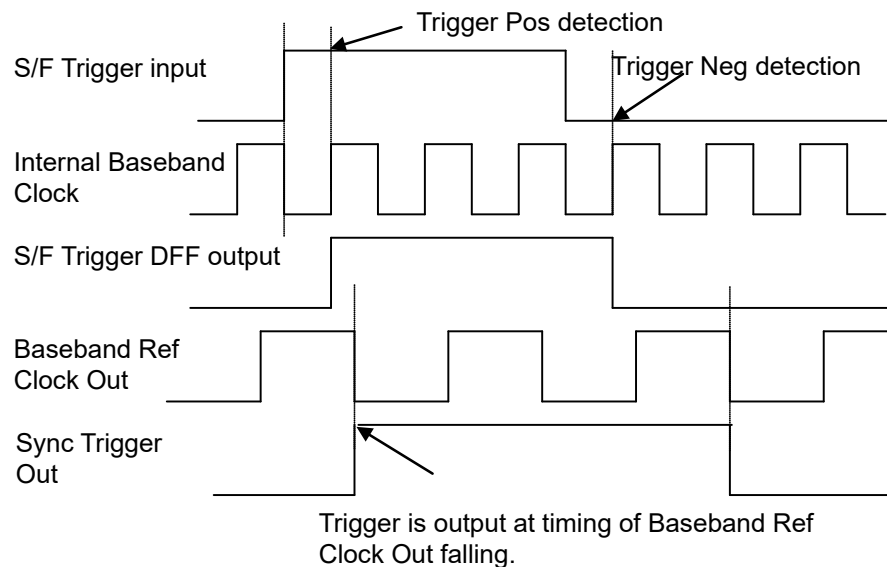 Trigger Pos detection
S/F Trigger input
Trigger Neg detection
Internal Baseband
Clock
S/F Trigger DFF output
Baseband Ref
Clock Out
Sync Trigger
Out
Trigger is output at timing of Baseband Ref
Clock Out falling.